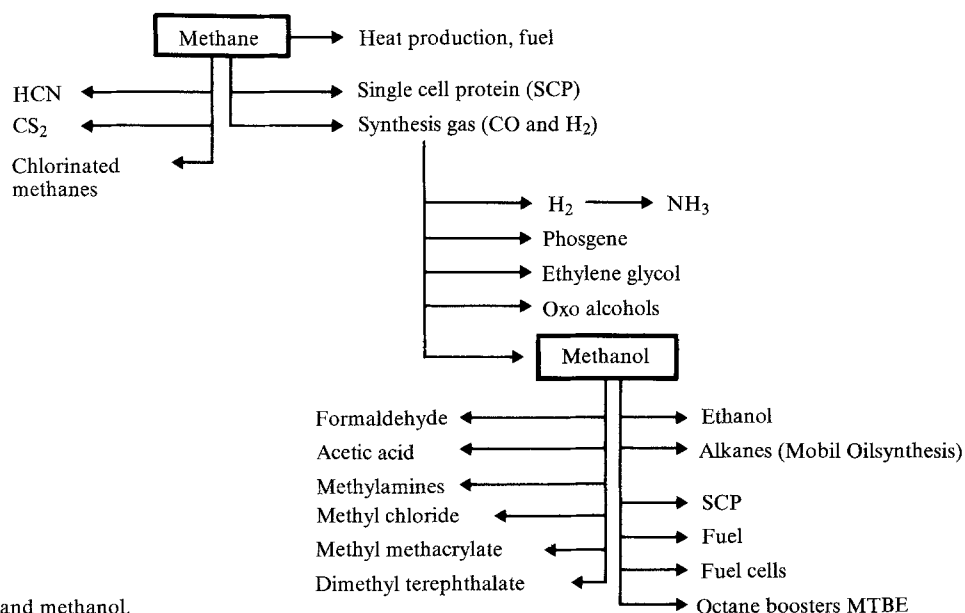 Methane
Heat production, fuel
HCN
Single cell protein (SCP)
CS2
Synthesis gas (CO and H2)
Chlorinated
methanes
H2
NH3
Phosgene
Ethylene glycol
Oxo alcohols
Methanol
Formaldehyde
Ethanol
Acetic acid
Alkanes (Mobil Oilsynthesis)
Methylamines
SCP
Methyl chloride
Fuel
Methyl methacrylate
Fuel cells
Dimethyl terephthalate
and methanol.
Octane boosters MTBE